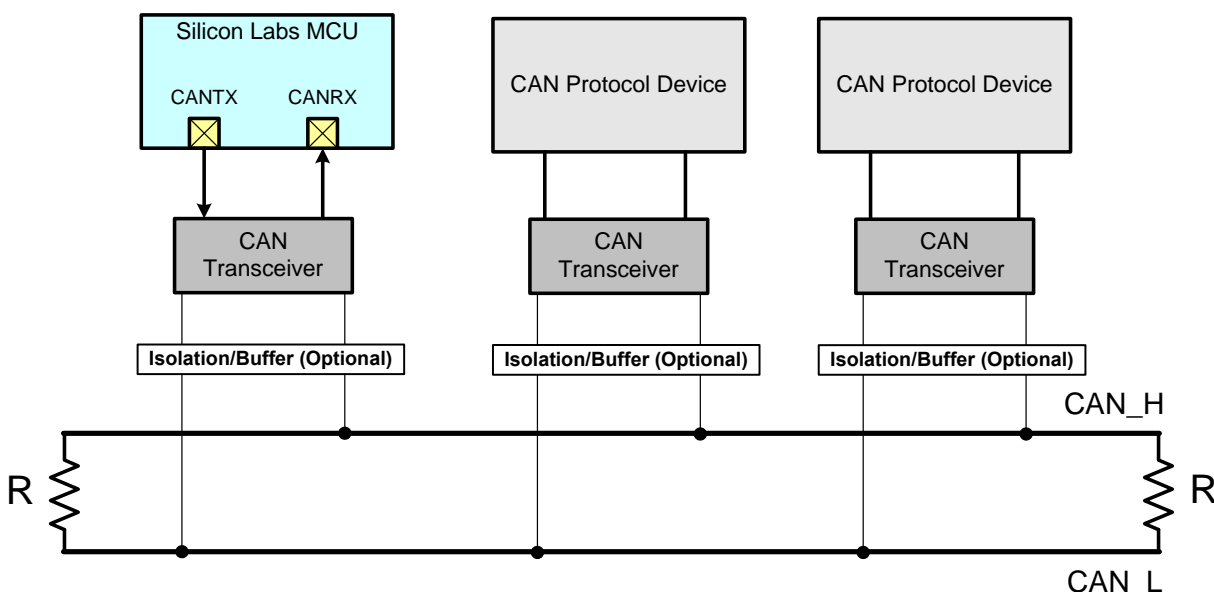 Silicon Labs MCU
CANTX
CANRX
CAN Protocol Device
CAN Protocol Device
CAN
Transceiver
CAN
Transceiver
CAN
Transceiver
Isolation/Buffer (Optional)
Isolation/Buffer (Optional)
Isolation/Buffer (Optional)
CAN_H
R
R
CAN_L